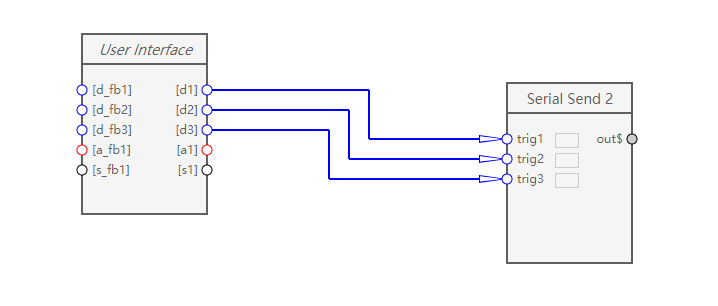 User Interface
[d_fb1] [d1]
[d_fb2] [d2]
[d_fb3] [d3]
[a_fb1] [a1]
[s_fb1] [s1]
Serial Send 2
trig1 out$
trig2
trig3